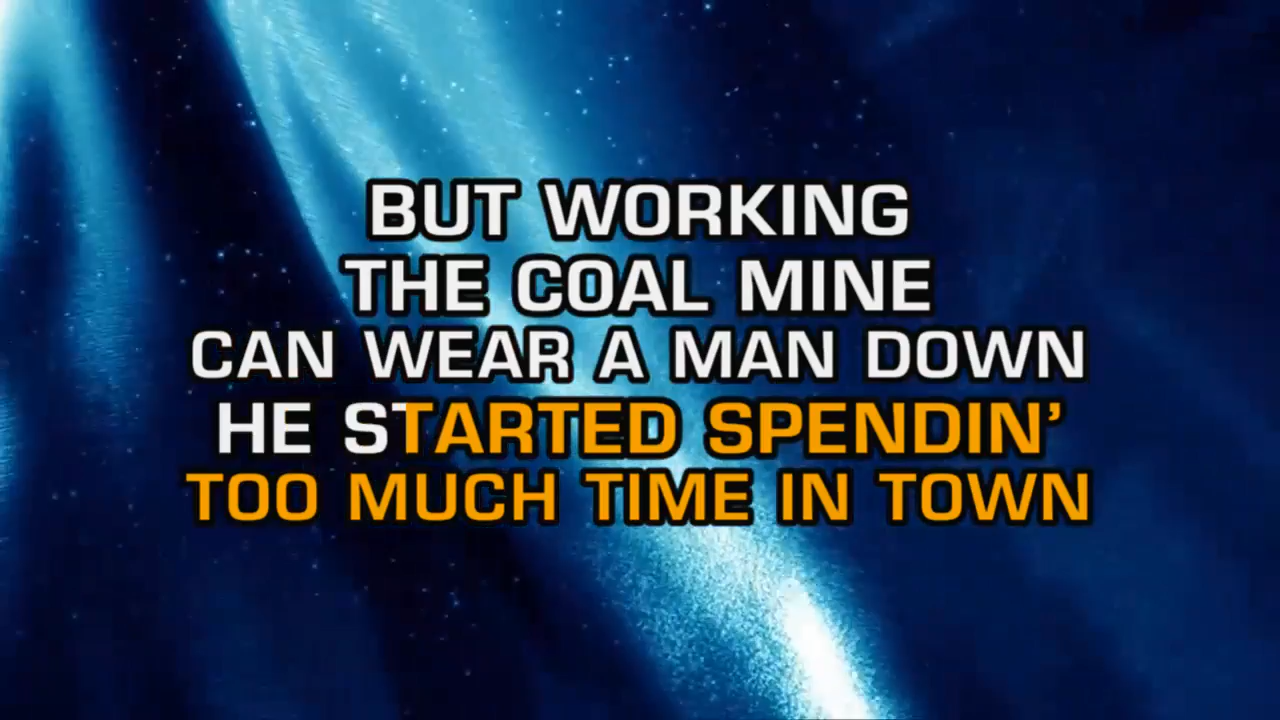 BUT WORKING
THE COAL MINE
CAN WEAR A MAN DOWN
HE STARTED SPENDIN’
TOO MUCH TIME IN TOWN